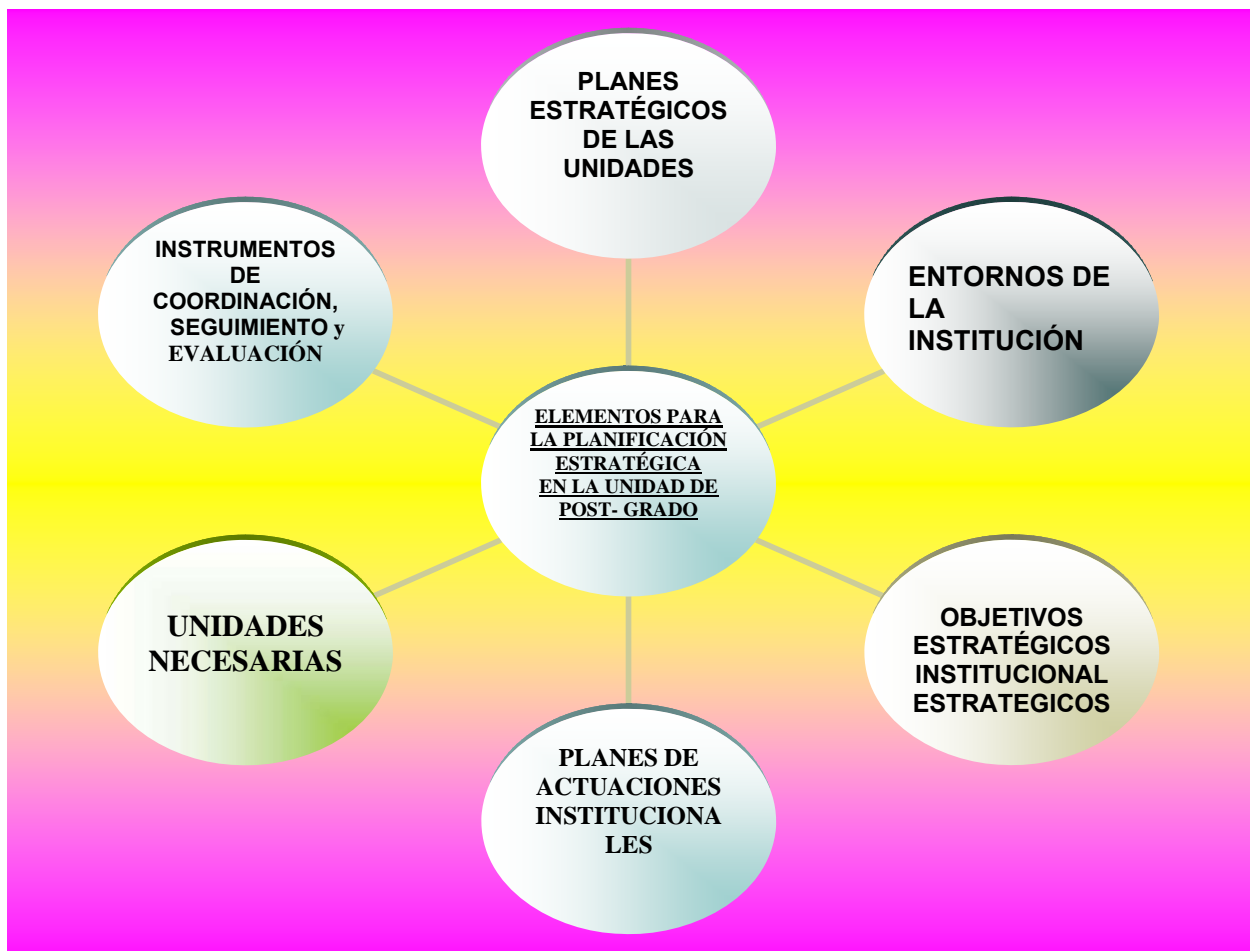 PLANES
ESTRATÉGICOS
DE LAS
UNIDADES
INSTRUMENTOS
DE
COORDINACIÓN,
SEGUIMIENTO y
EVALUACIÓN
ENTORNOS DE
LA
INSTITUCIÓN
ELEMENTOS PARA
LA PLANIFICACIÓN
ESTRATÉGICA
EN LA UNIDAD DE
POST- GRADO
UNIDADES
NECESARIAS
OBJETIVOS
ESTRATÉGICOS
INSTITUCIONAL
ESTRATEGICOS
PLANES DE
ACTUACIONES
INSTITUCIONA
LES